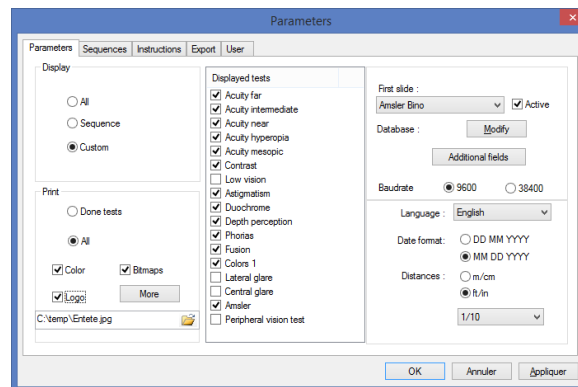 Parameters
Parameters Sequences Instructions Export User
Display
All
Sequence
Custom
Print
Done tests
All
Color Bitmaps
Logo More
C:\temp\Entete.jpg
Displayed tests
Acuity far
Acuity intermediate
Acuity near
Acuity hyperopia
Acuity mesopic
Contrast
Low vision
Astigmatism
Duochrome
Depth perception
Phorias
Fusion
Colors 1
Lateral glare
Central glare
Amsler
Peripheral vision test
First slide :
Amsler Bino Active
Database : Modify
Additional fields
Baudrate 9600 38400
Language : English
Date format: DD MM YYYY
MM DD YYYY
Distances : m/cm
ft/in
1/10
OK Annuler Appliquer